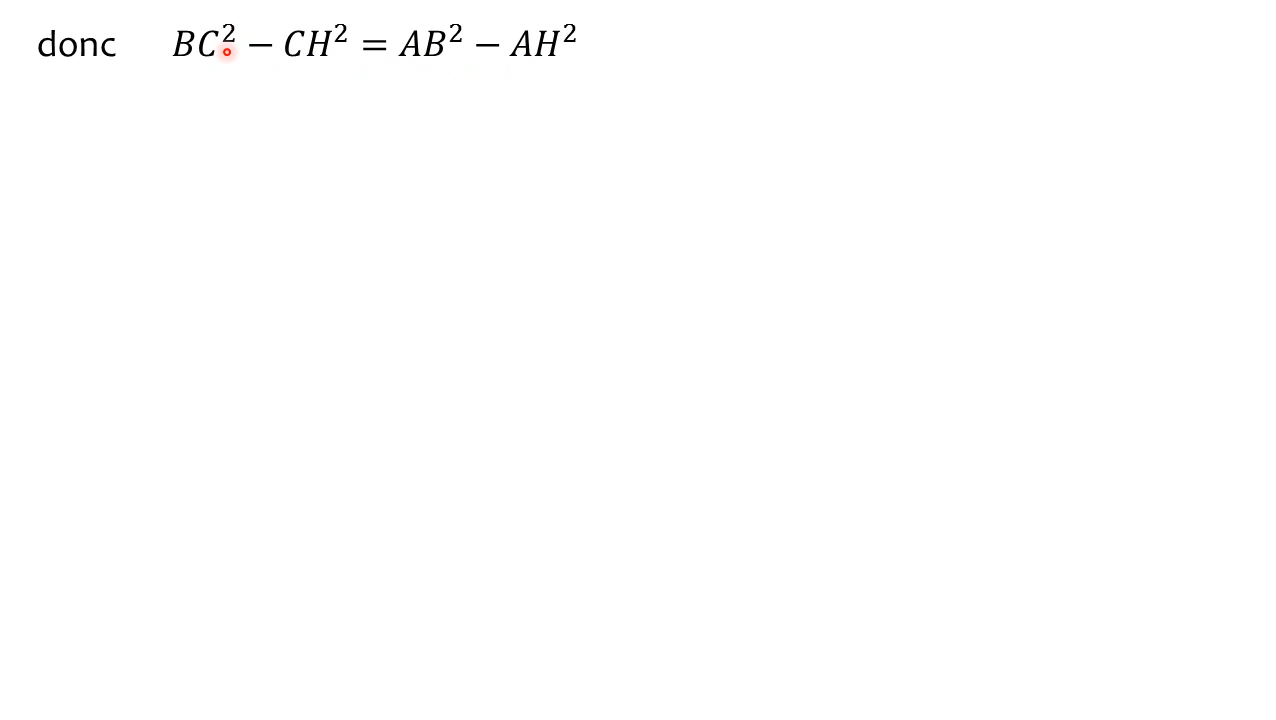 donc BC² − CH² = AB² − AH²